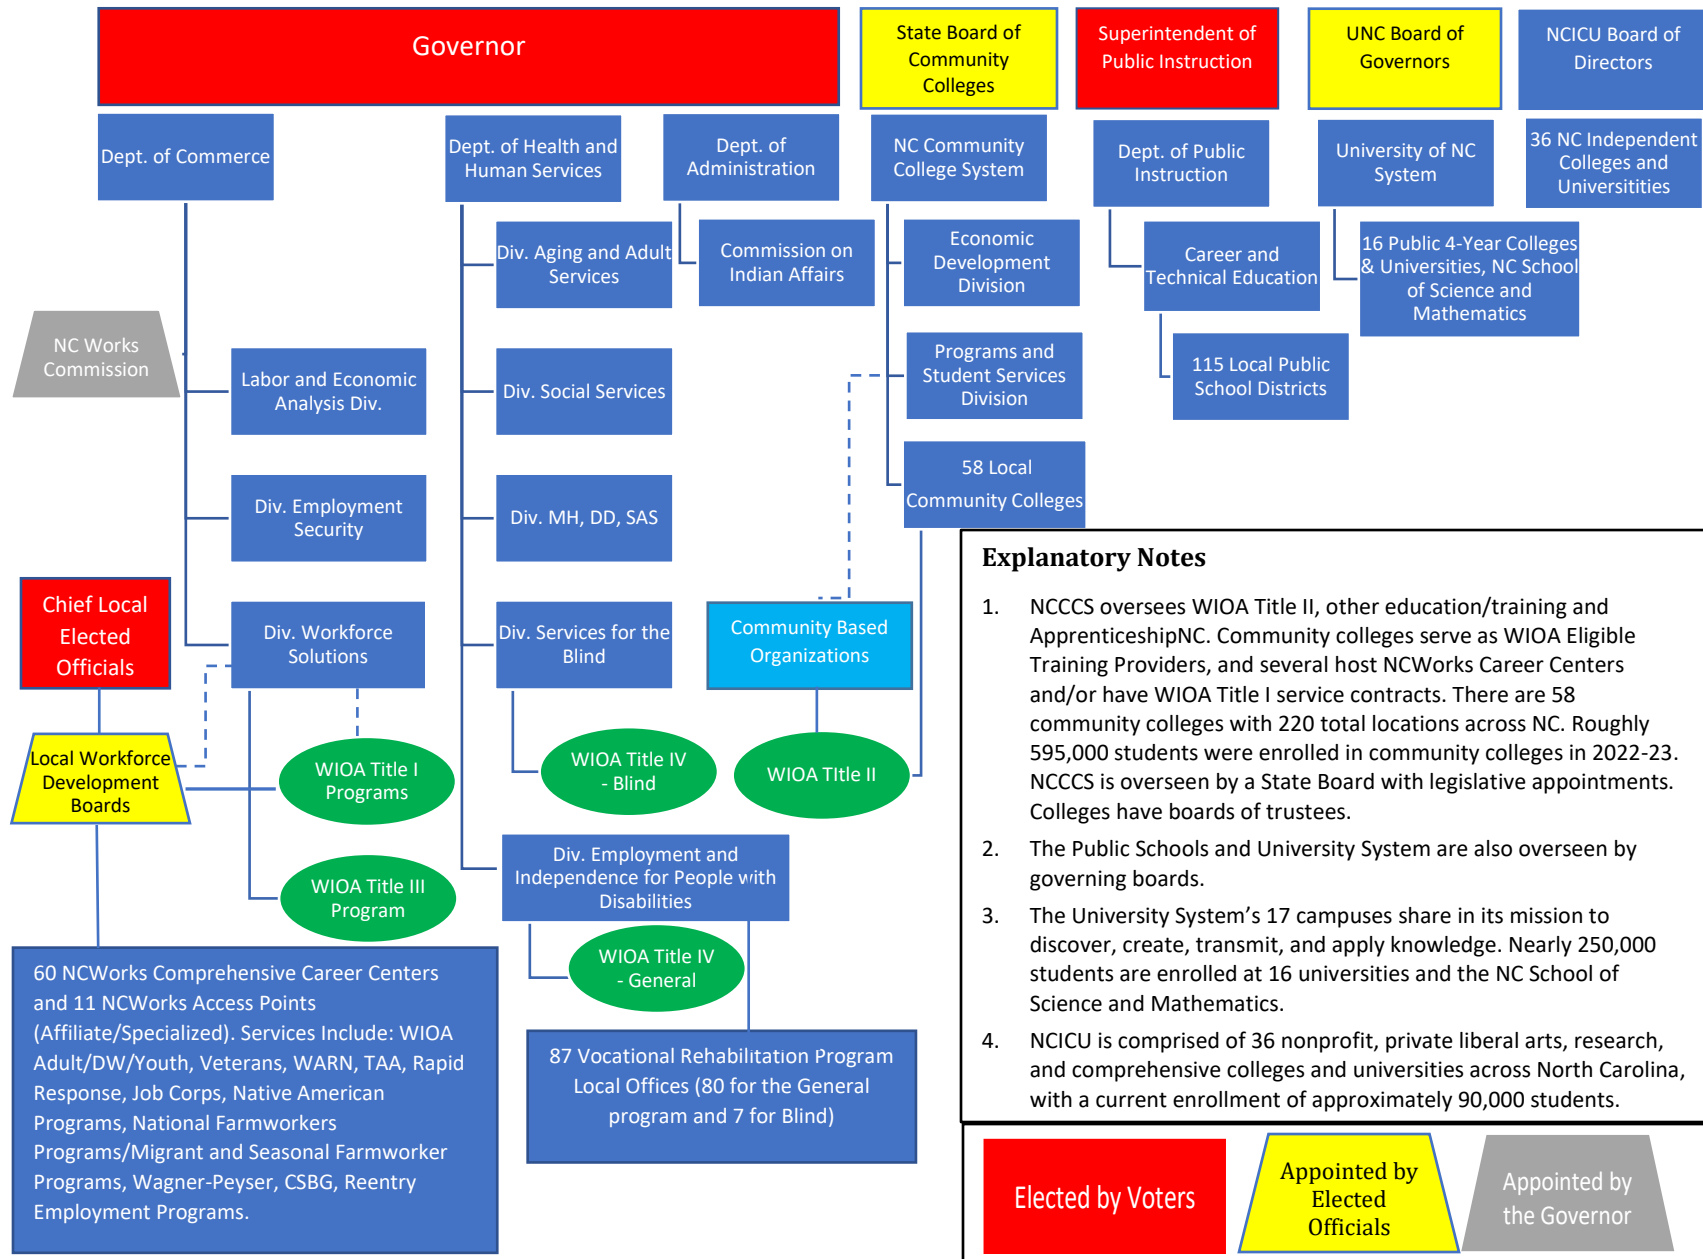 Governor
State Board of
Community
Colleges
Superintendent of
Public Instruction
UNC Board of
Governors
NCICU Board of
Directors
Dept. of Commerce
Dept. of Health and
Human Services
Dept. of
Administration
NC Community
College System
Dept. of Public
Instruction
University of NC
System
36 NC Independent
Colleges and
Universitities
Div. Aging and Adult
Services
Commission on
Indian Affairs
Economic
Development
Division
Career and
Technical Education
16 Public 4-Year Colleges
& Universities, NC School
of Science and
Mathematics
NC Works
Commission
Labor and Economic
Analysis Div.
Div. Social Services
Programs and
Student Services
Division
115 Local Public
School Districts
Div. Employment
Security
Div. MH, DD, SAS
58 Local
Community Colleges
Chief Local
Elected
Officials
Div. Workforce
Solutions
Div. Services for the
Blind
Community Based
Organizations
Local Workforce
Development
Boards
WIOA Title I
Programs
WIOA Title IV
- Blind
WIOA TItle II
WIOA Title III
Program
Div. Employment and
Independence for People with
Disabilities
WIOA Title IV
- General
60 NCWorks Comprehensive Career Centers
and 11 NCWorks Access Points
(Affiliate/Specialized). Services Include: WIOA
Adult/DW/Youth, Veterans, WARN, TAA, Rapid
Response, Job Corps, Native American
Programs, National Farmworkers
Programs/Migrant and Seasonal Farmworker
Programs, Wagner-Peyser, CSBG, Reentry
Employment Programs.
87 Vocational Rehabilitation Program
Local Offices (80 for the General
program and 7 for Blind)
Explanatory Notes
1. NCCCS oversees WIOA Title II, other education/training and
ApprenticeshipNC. Community colleges serve as WIOA Eligible
Training Providers, and several host NCWorks Career Centers
and/or have WIOA Title I service contracts. There are 58
community colleges with 220 total locations across NC. Roughly
595,000 students were enrolled in community colleges in 2022-23.
NCCCS is overseen by a State Board with legislative appointments.
Colleges have boards of trustees.
2. The Public Schools and University System are also overseen by
governing boards.
3. The University System’s 17 campuses share in its mission to
discover, create, transmit, and apply knowledge. Nearly 250,000
students are enrolled at 16 universities and the NC School of
Science and Mathematics.
4. NCICU is comprised of 36 nonprofit, private liberal arts, research,
and comprehensive colleges and universities across North Carolina,
with a current enrollment of approximately 90,000 students.
Elected by Voters
Appointed by
Elected
Officials
Appointed by
the Governor